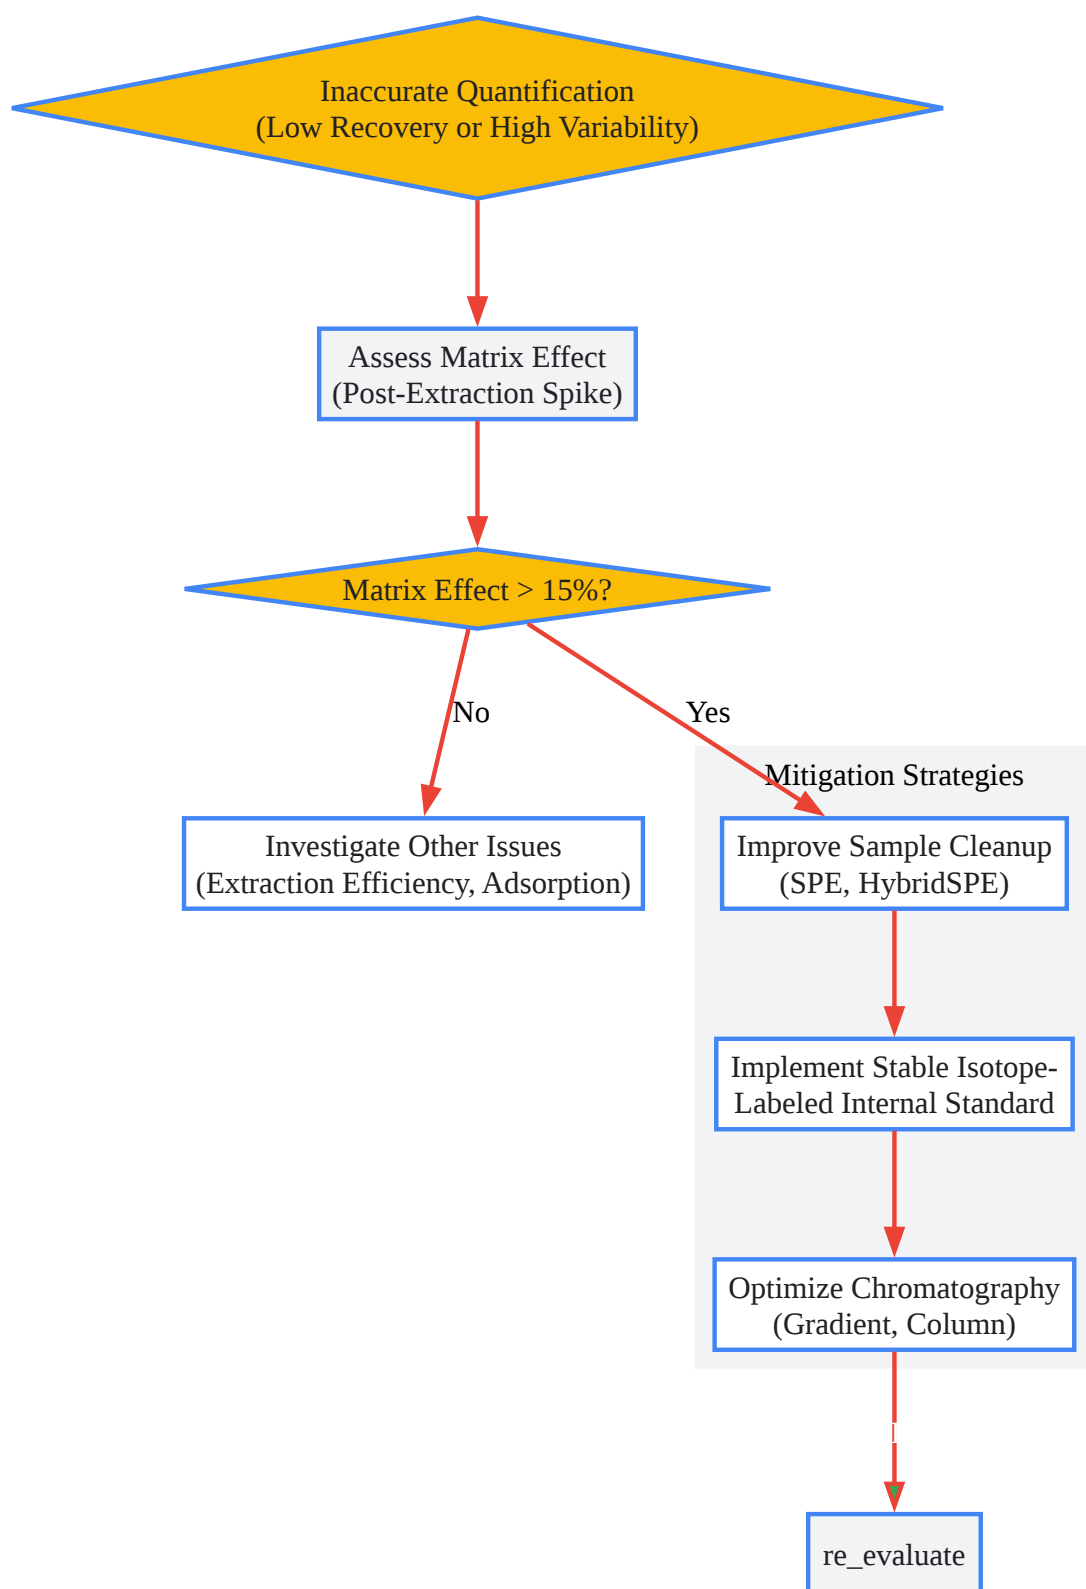 Inaccurate Quantification
(Low Recovery or High Variability)
Assess Matrix Effect
(Post-Extraction Spike)
Matrix Effect > 15%?
No
Yes
Mitigation Strategies
Investigate Other Issues
(Extraction Efficiency, Adsorption)
Improve Sample Cleanup
(SPE, HybridSPE)
Implement Stable Isotope-
Labeled Internal Standard
Optimize Chromatography
(Gradient, Column)
re_evaluate